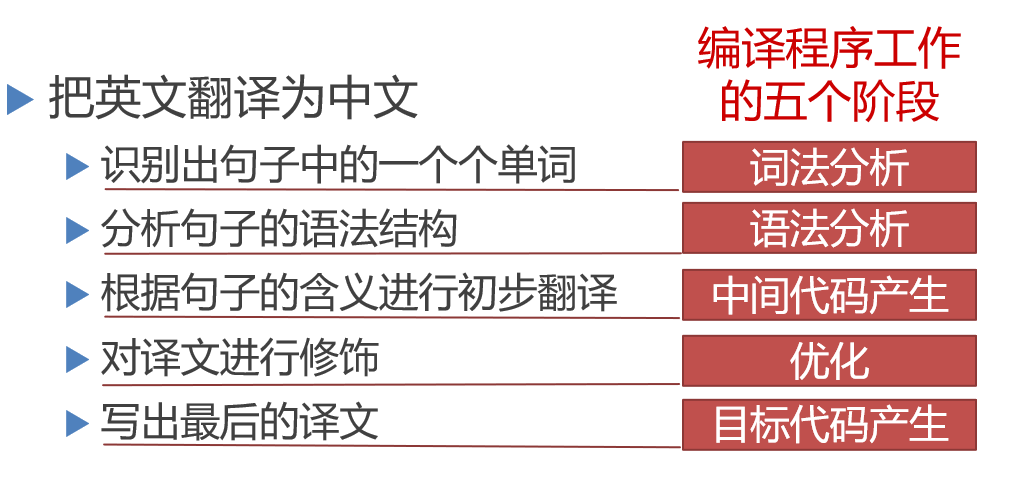 编译程序工作
的五个阶段
把英文翻译为中文
识别出句子中的一个个单词
词法分析
分析句子的语法结构
语法分析
根据句子的含义进行初步翻译
中间代码产生
对译文进行修饰
优化
写出最后的译文
目标代码产生